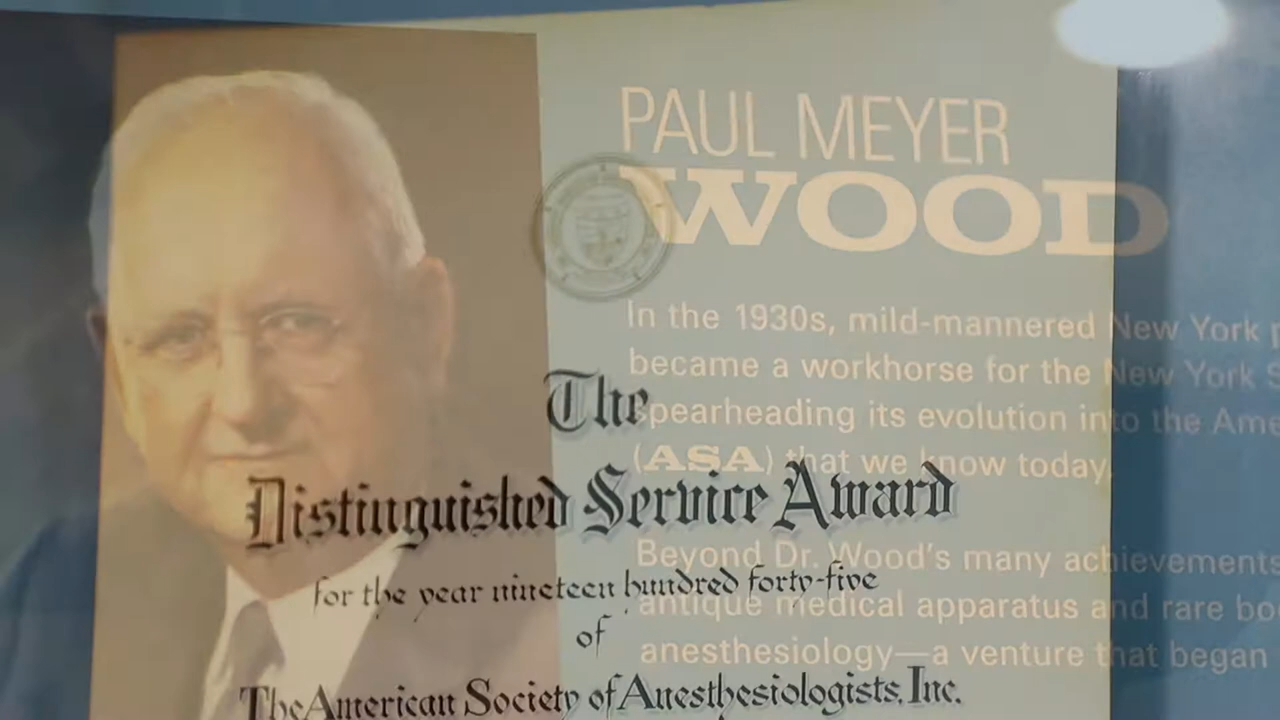 PAUL MEYER
WOOD
In the 1930s, mild-mannered New York
became a workhorse for the New York
spearheading its evolution into the
(ASA) that we know today.
Beyond Dr. Wood's many achievements
antique medical apparatus and rare
anesthesiology—a venture that began
The
Distinguished Service Award
for the year nineteen hundred forty-five
of
The American Society of Anesthesiologists, Inc.